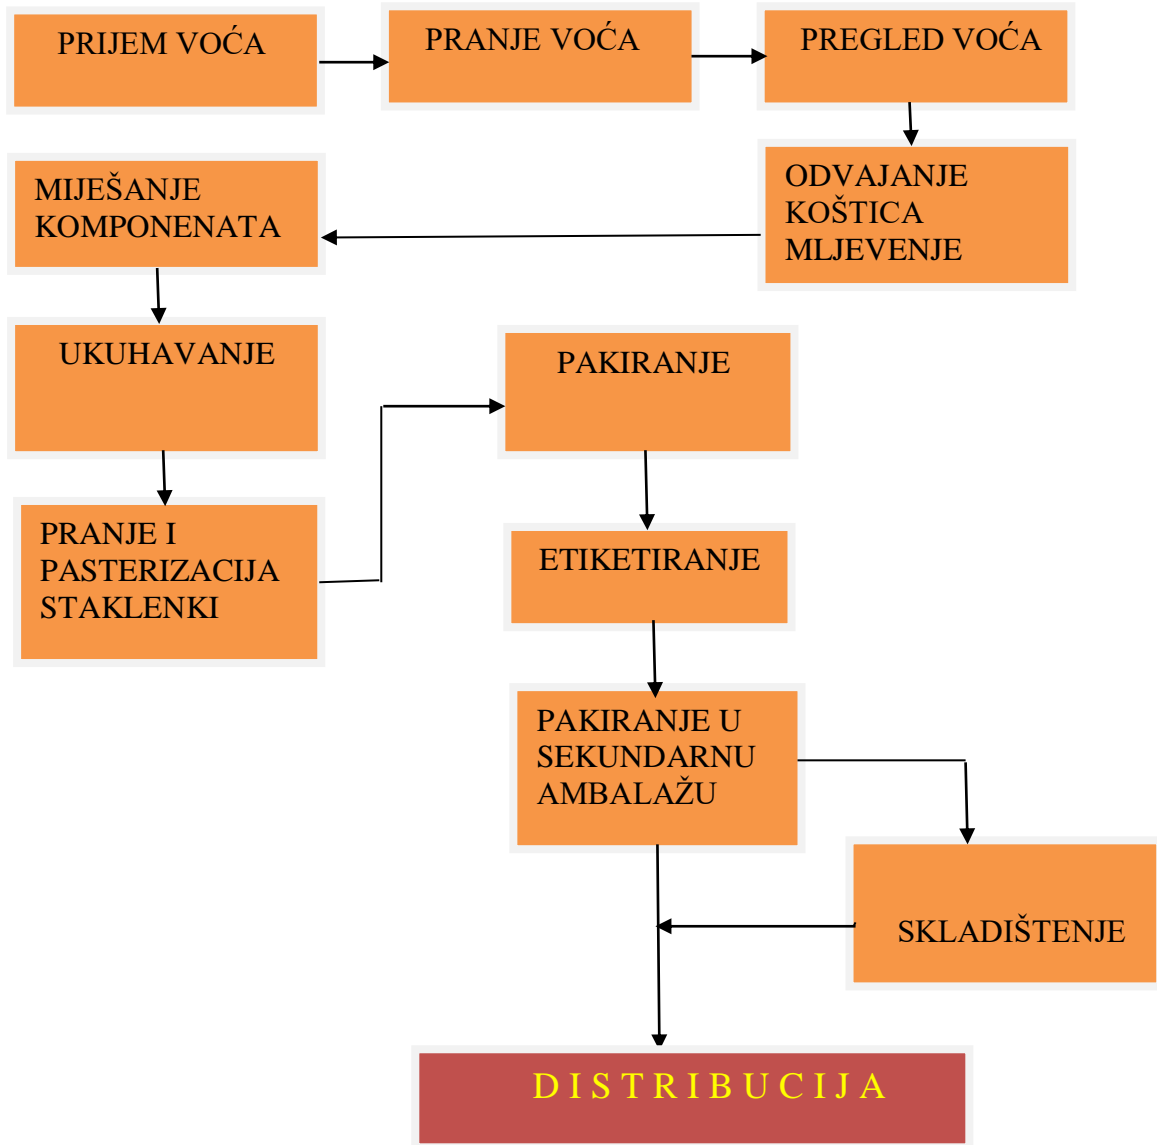 PRIJEM VOĆA
PRANJE VOĆA
PREGLED VOĆA
ODVAJANJE
KOŠTICA
MLJEVENJE
MIJEŠANJE
KOMPONENATA
UKUHAVANJE
PRANJE I
PASTERIZACIJA
STAKLENKI
PAKIRANJE
ETIKETIRANJE
PAKIRANJE U
SEKUNDARNU
AMBALAŽU
SKLADIŠTENJE
D I S T R I B U C I J A